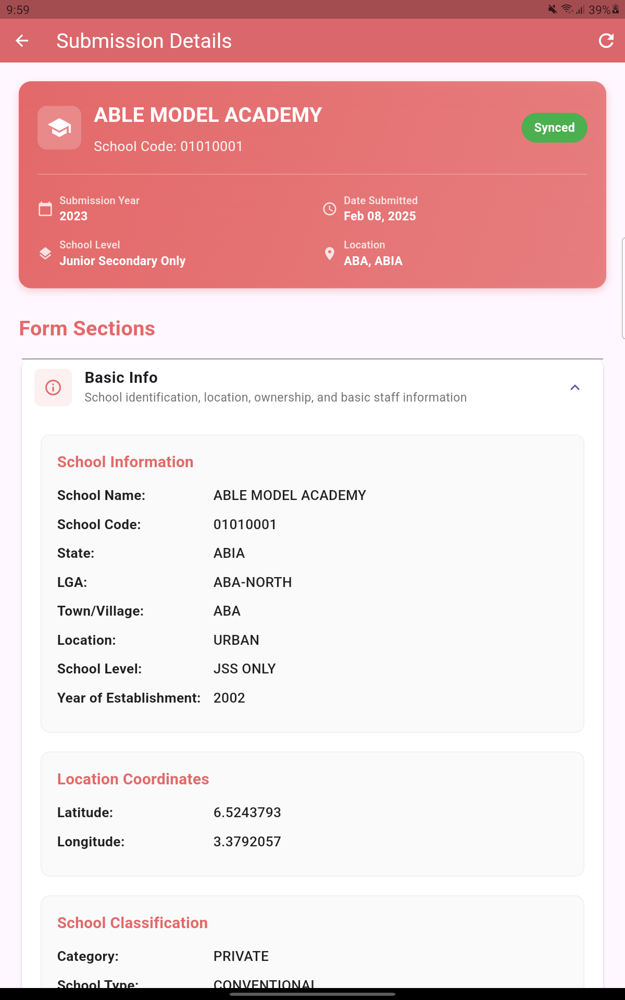 9:59
39%
Submission Details
ABLE MODEL ACADEMY
School Code: 01010001
Synced
Submission Year
2023
Date Submitted
Feb 08, 2025
School Level
Junior Secondary Only
Location
ABA, ABIA
Form Sections
Basic Info
School identification, location, ownership, and basic staff information
School Information
School Name: ABLE MODEL ACADEMY
School Code: 01010001
State: ABIA
LGA: ABA-NORTH
Town/Village: ABA
Location: URBAN
School Level: JSS ONLY
Year of Establishment: 2002
Location Coordinates
Latitude: 6.5243793
Longitude: 3.3792057
School Classification
Category: PRIVATE
School Type: CONVENTIONAL